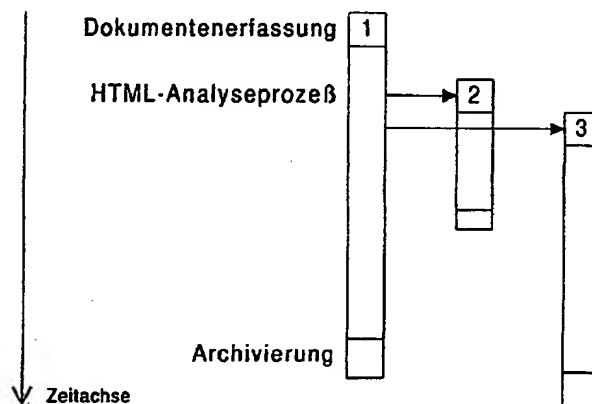 Dokumentenerfassung 1
HTML-Analyseprozeß 2
3
Archivierung
Zeitachse